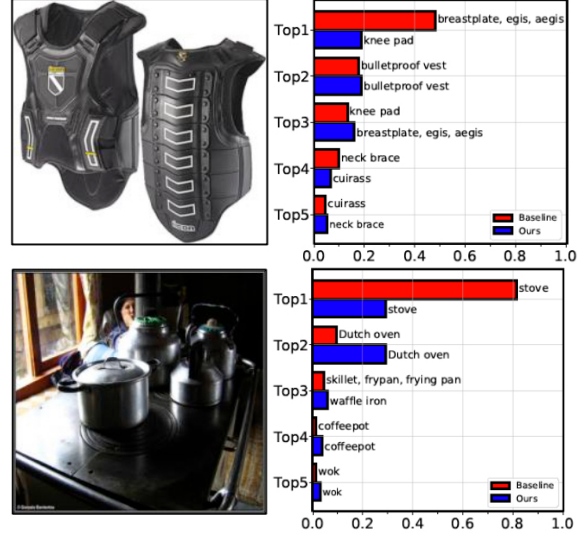 Top1
breastplate, egis, aegis
knee pad
Top2
bulletproof vest
bulletproof vest
Top3
knee pad
breastplate, egis, aegis
Top4
neck brace
cuirass
Top5
cuirass
neck brace
Baseline
Ours
0.0 0.2 0.4 0.6 0.8 1.0
icon
Top1
stove
stove
Top2
Dutch oven
Dutch oven
Top3
skillet, frypan, frying pan
waffle iron
Top4
coffeepot
coffeepot
Top5
wok
wok
Baseline
Ours
0.0 0.2 0.4 0.6 0.8 1.0